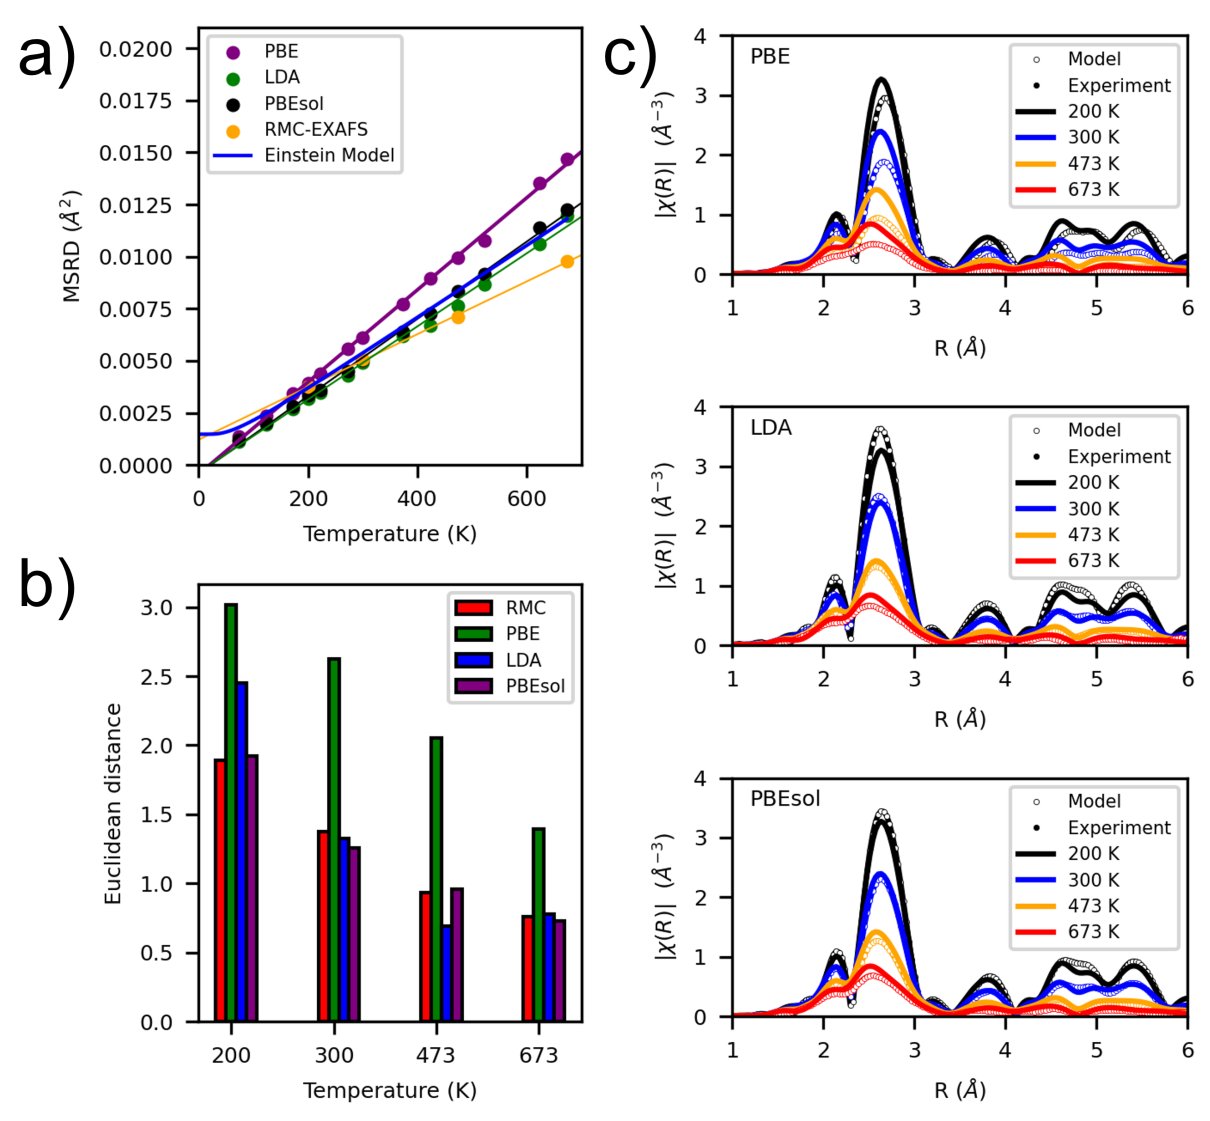 a)
0.0200
0.0175
0.0150
0.0125
0.0100
0.0075
0.0050
0.0025
0.0000
MSRD (Å²)
PBE
LDA
PBEsol
RMC-EXAFS
Einstein Model
0 200 400 600
Temperature (K)
b)
3.0
2.5
2.0
1.5
1.0
0.5
0.0
Euclidean distance
RMC
PBE
LDA
PBEsol
200 300 473 673
Temperature (K)
c)
PBE
4
3
2
1
0
|χ(R)| (Å⁻³)
Model
Experiment
200 K
300 K
473 K
673 K
1 2 3 4 5 6
R (Å)
LDA
4
3
2
1
0
|χ(R)| (Å⁻³)
Model
Experiment
200 K
300 K
473 K
673 K
1 2 3 4 5 6
R (Å)
PBEsol
4
3
2
1
0
|χ(R)| (Å⁻³)
Model
Experiment
200 K
300 K
473 K
673 K
1 2 3 4 5 6
R (Å)